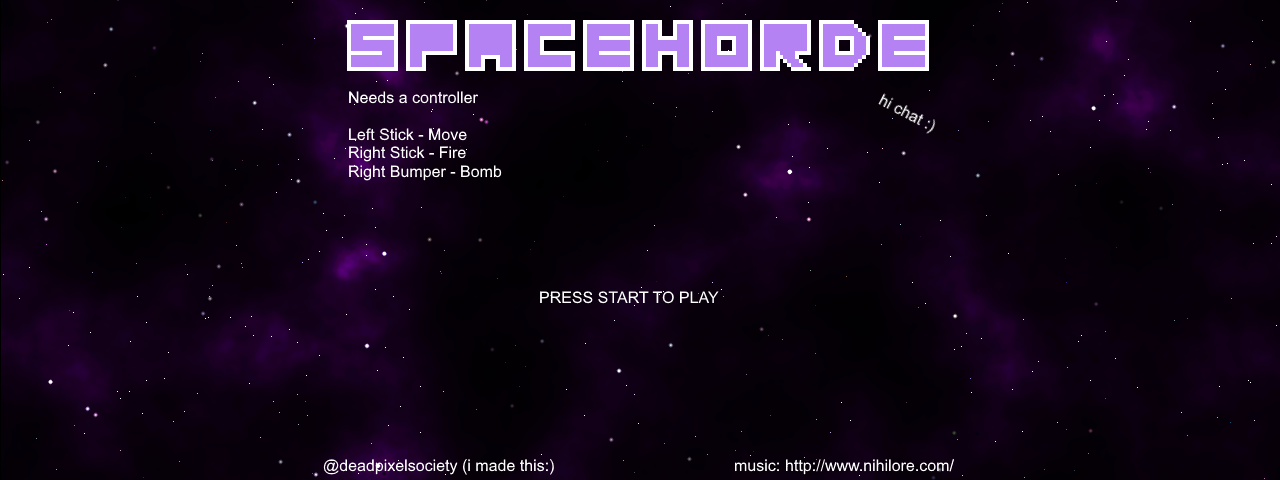 SPACEHORDE
Needs a controller
hi chat :)
Left Stick - Move
Right Stick - Fire
Right Bumper - Bomb
PRESS START TO PLAY
@deadpixelsociety (i made this:)
music: http://www.nihilore.com/